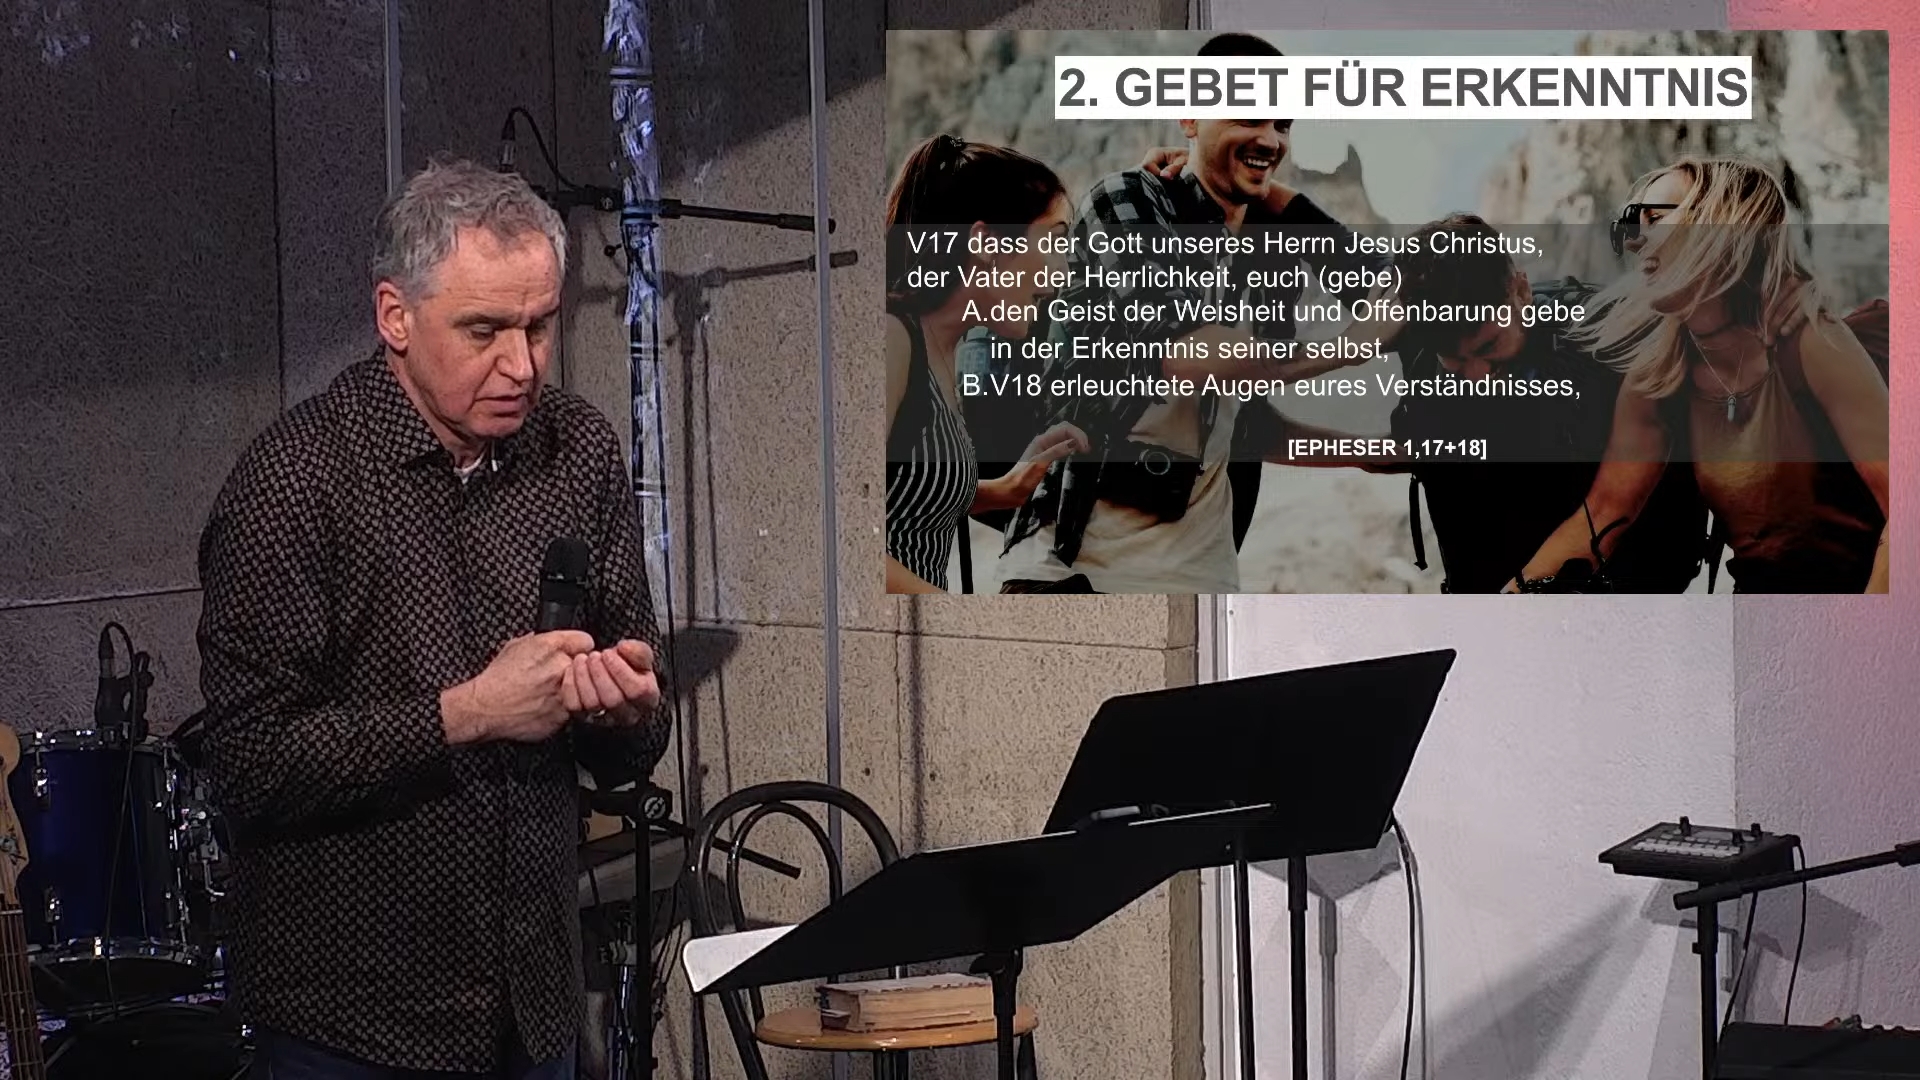 2. GEBET FÜR ERKENNTNIS
V17 dass der Gott unseres Herrn Jesus Christus,
der Vater der Herrlichkeit, euch (gebe)
A.den Geist der Weisheit und Offenbarung gebe
in der Erkenntnis seiner selbst,
B.V18 erleuchtete Augen eures Verständnisses,
[EPHESER 1,17+18]